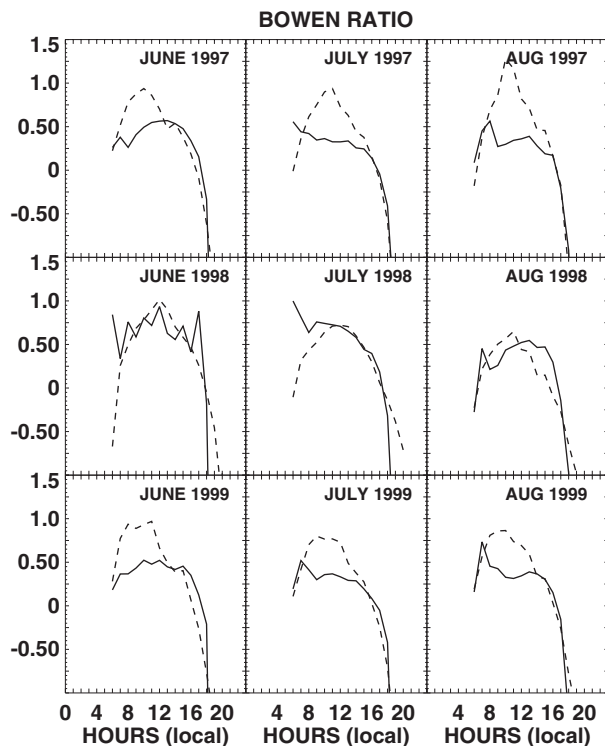 BOWEN RATIO
1.5 JUNE 1997 JULY 1997 AUG 1997
1.0
0.50
0
-0.50
1.5 JUNE 1998 JULY 1998 AUG 1998
1.0
0.50
0
-0.50
1.5 JUNE 1999 JULY 1999 AUG 1999
1.0
0.50
0
-0.50
0 4 8 12 16 20 4 8 12 16 20 4 8 12 16 20
HOURS (local) HOURS (local) HOURS (local)